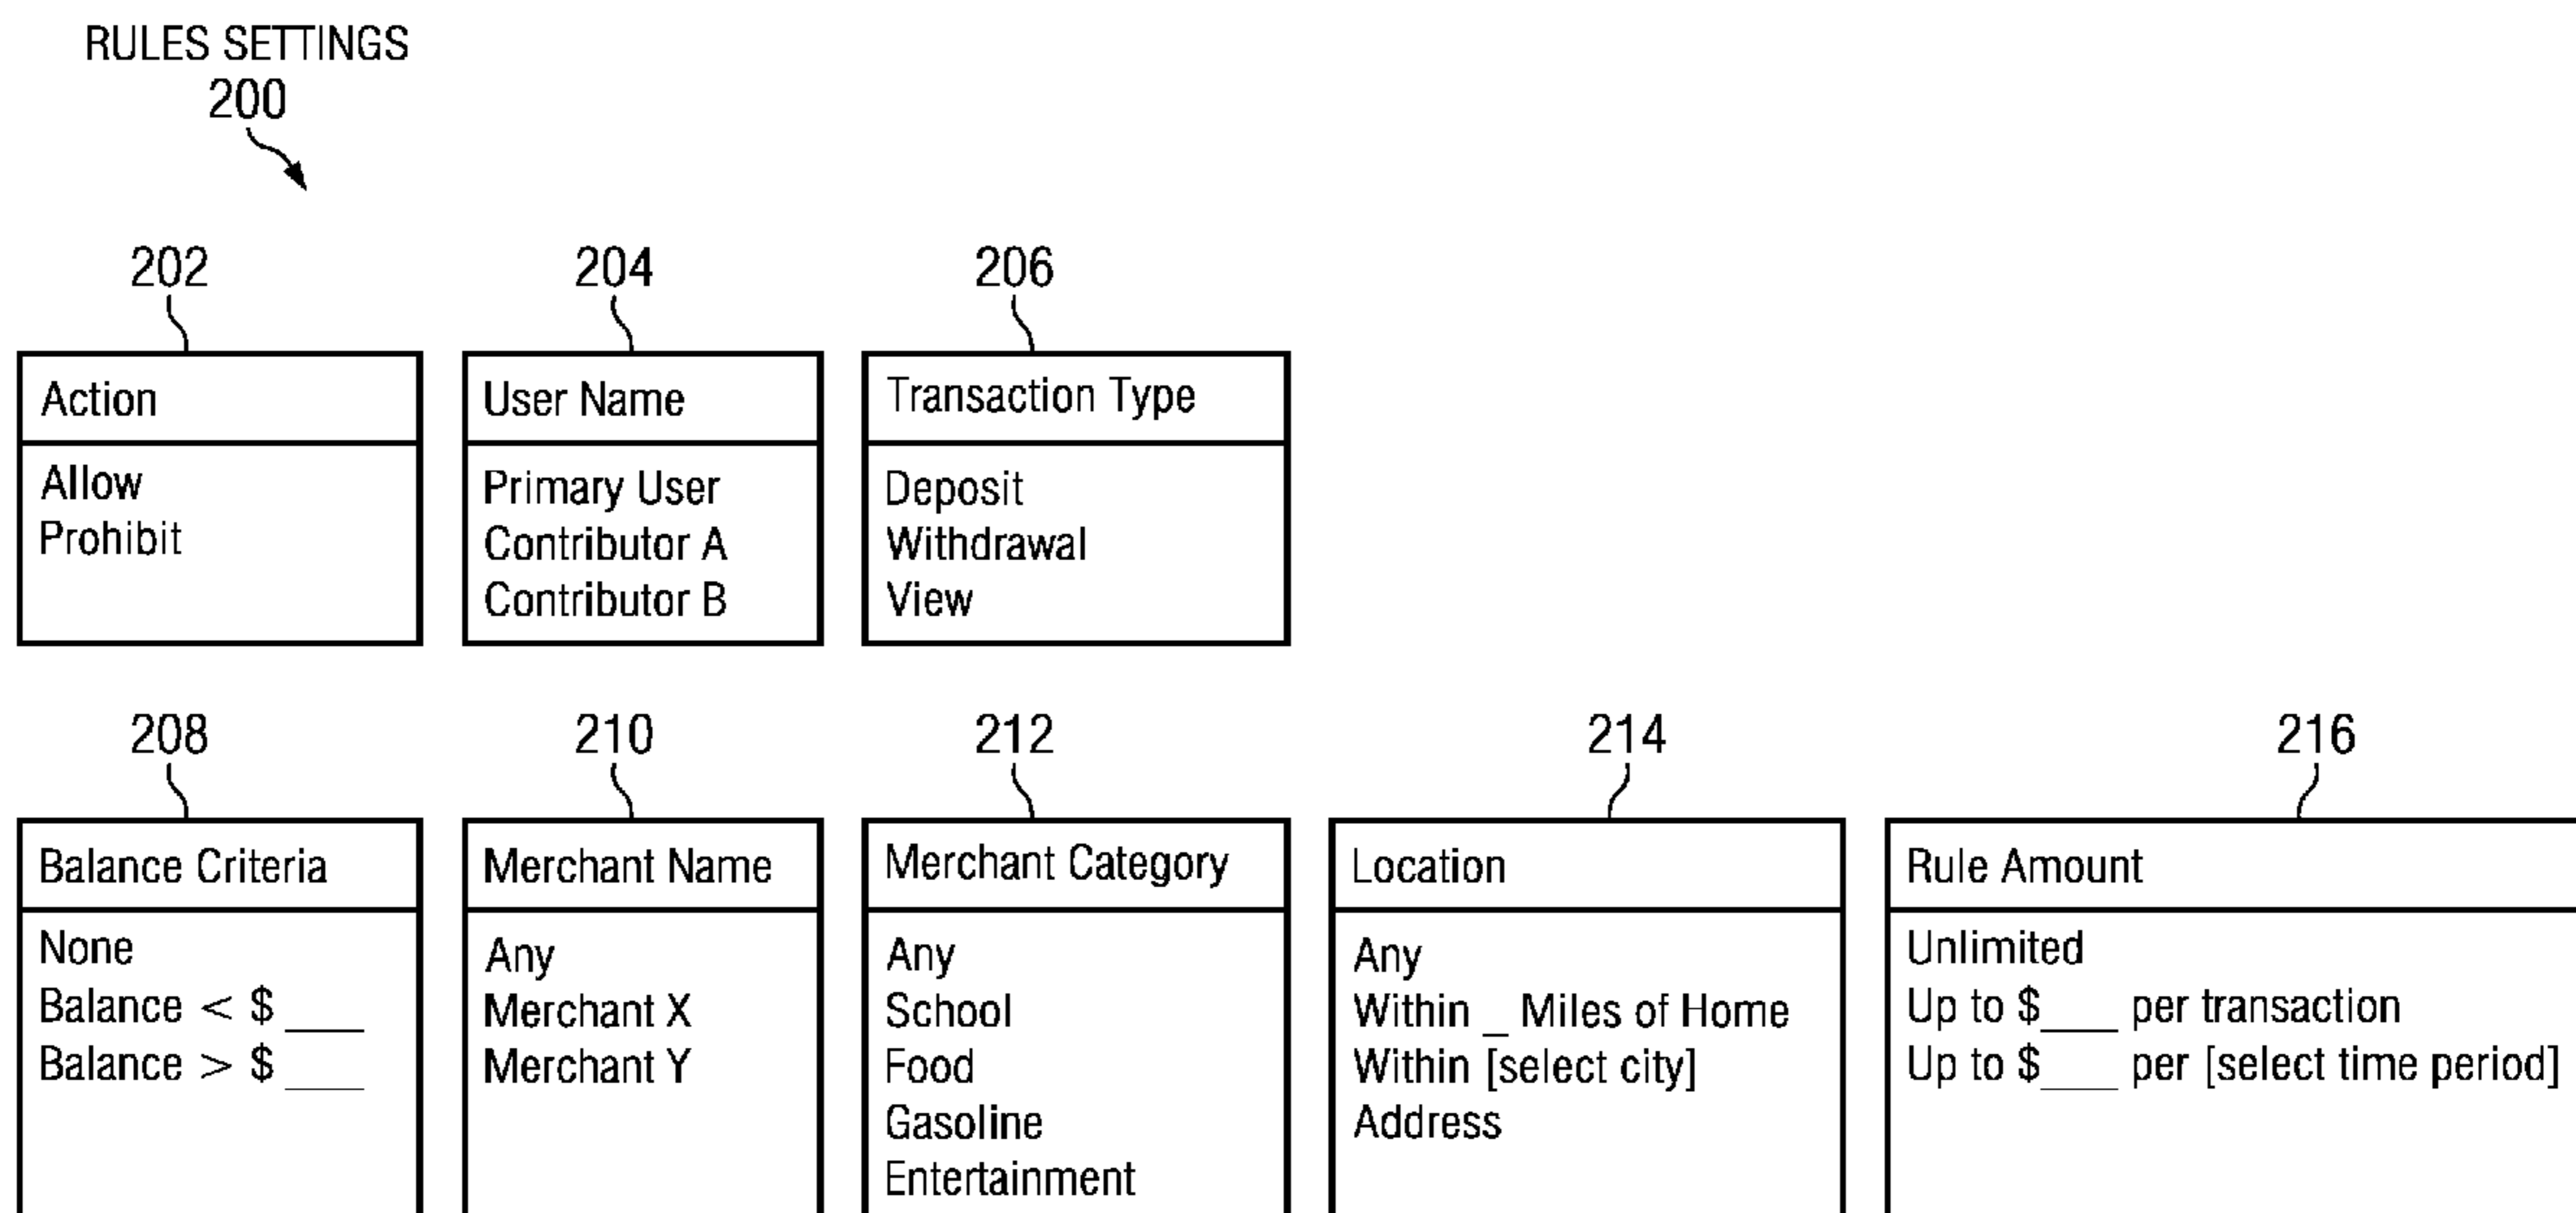 RULES SETTINGS
200
202
204
206
Action
Allow
Prohibit
User Name
Primary User
Contributor A
Contributor B
Transaction Type
Deposit
Withdrawal
View
208
210
212
214
216
Balance Criteria
None
Balance < $ ___
Balance > $ ___
Merchant Name
Any
Merchant X
Merchant Y
Merchant Category
Any
School
Food
Gasoline
Entertainment
Location
Any
Within _ Miles of Home
Within [select city]
Address
Rule Amount
Unlimited
Up to $___ per transaction
Up to $___ per [select time period]